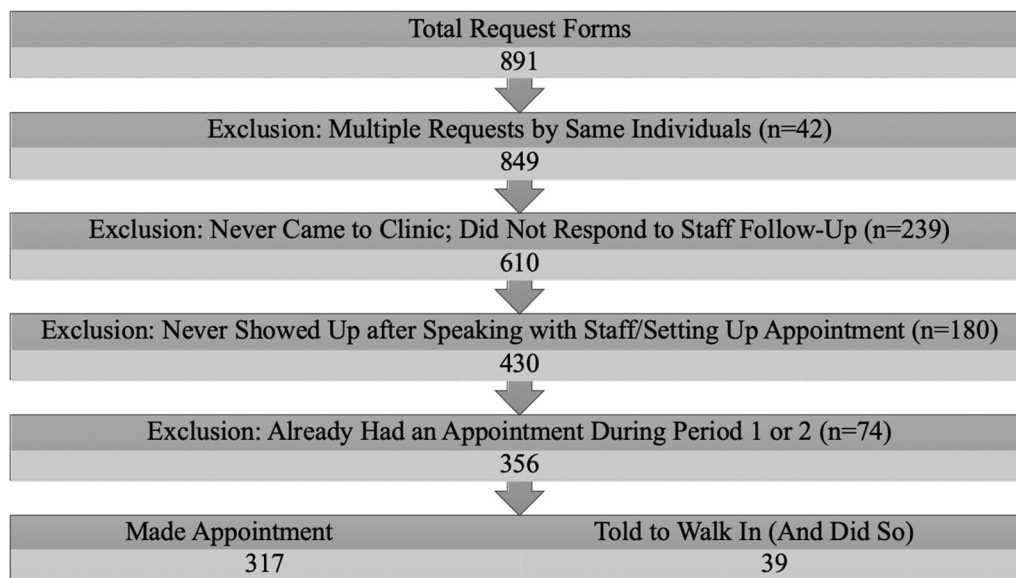 Total Request Forms
891
Exclusion: Multiple Requests by Same Individuals (n=42)
849
Exclusion: Never Came to Clinic; Did Not Respond to Staff Follow-Up (n=239)
610
Exclusion: Never Showed Up after Speaking with Staff/Setting Up Appointment (n=180)
430
Exclusion: Already Had an Appointment During Period 1 or 2 (n=74)
356
Made Appointment
317
Told to Walk In (And Did So)
39